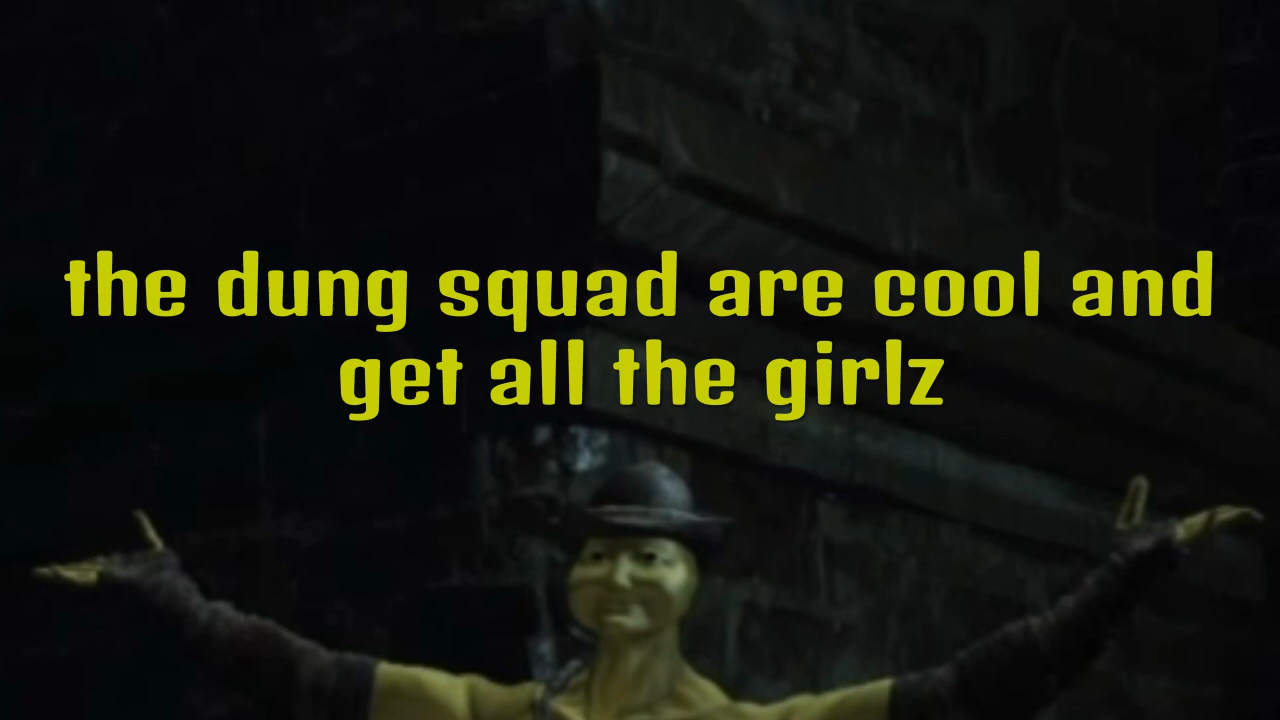 the dung squad are cool and
get all the girlz